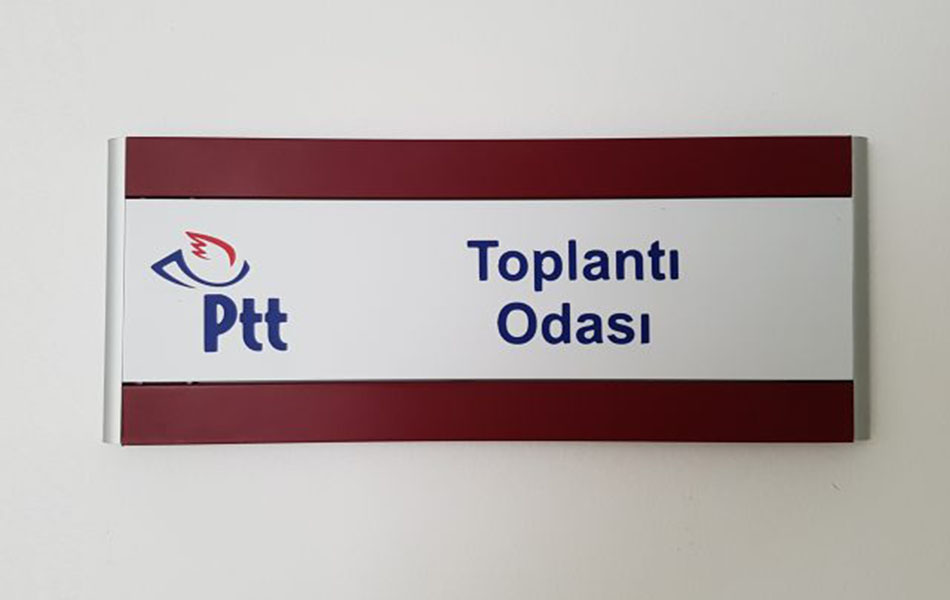 Ptt
Toplantı
Odası